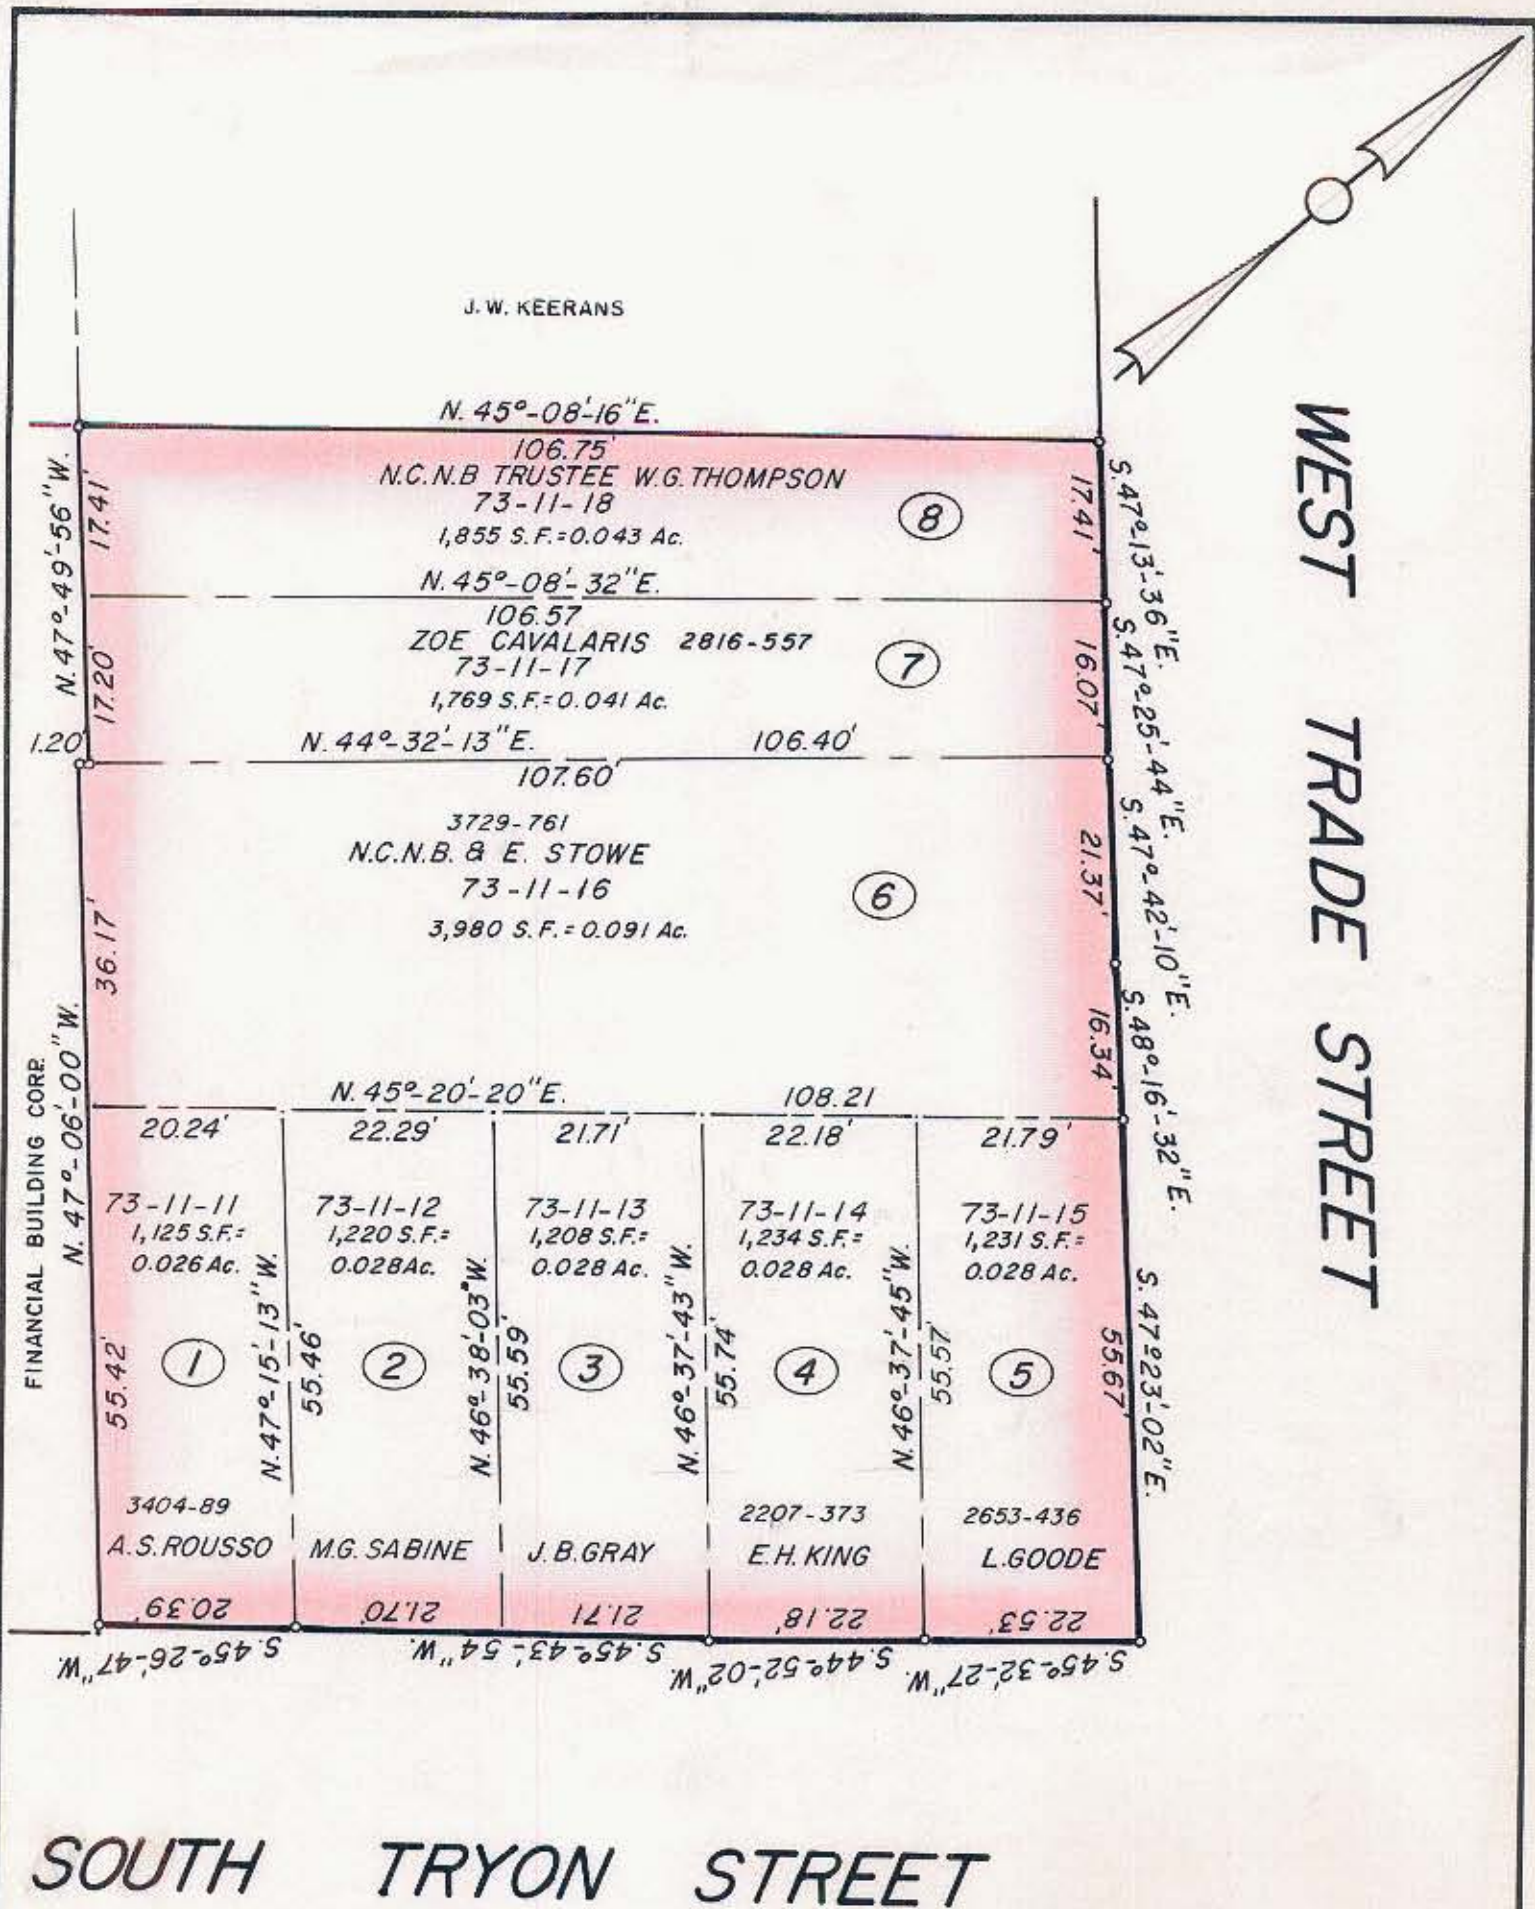 J. W. KEERANS
N. 45°-08'-16"E.
106.75'
N.C.N.B TRUSTEE W.G. THOMPSON
73-11-18
1,855 S.F.=0.043 Ac.
8
N. 47°-49'-56"W.
17.41'
17.41'
S. 47°-13'-36"E.
N. 45°-08'-32"E.
106.57
ZOE CAVALARIS 2816-557
73-11-17
1,769 S.F.=0.041 Ac.
7
17.20'
16.07'
S. 47°-25'-44"E.
1.20'
N. 44°-32'-13"E. 106.40'
107.60'
3729-761
N.C.N.B. & E. STOWE
73-11-16
3,980 S.F.=0.091 Ac.
6
36.17'
21.37'
S. 47°-42'-10"E.
16.34'
S. 48°-16'-32"E.
N. 45°-20'-20"E. 108.21
FINANCIAL BUILDING CORP.
N. 47°-06'-00"W.
20.24' 22.29' 21.71' 22.18' 21.79'
73-11-11
1,125 S.F.=
0.026 Ac.
73-11-12
1,220 S.F.=
0.028 Ac.
73-11-13
1,208 S.F.=
0.028 Ac.
73-11-14
1,234 S.F.=
0.028 Ac.
73-11-15
1,231 S.F.=
0.028 Ac.
55.42'
1
N. 47°-15'-13"W.
55.46'
2
N. 46°-38'-03"W.
55.59'
3
N. 46°-37'-43"W.
55.74'
4
N. 46°-37'-45"W.
55.57'
5
55.67'
S. 47°23'-02"E.
3404-89
A.S. ROUSSO
M.G. SABINE
J.B. GRAY
2207-373
E.H. KING
2653-436
L. GOODE
20.39' 21.70' 21.71 22.18' 22.53'
S. 45°-26'-47"W.
S. 45°-43'-54"W.
S. 44°-52'-02"W.
S. 45°-32'-27"W.
WEST TRADE STREET
SOUTH TRYON STREET